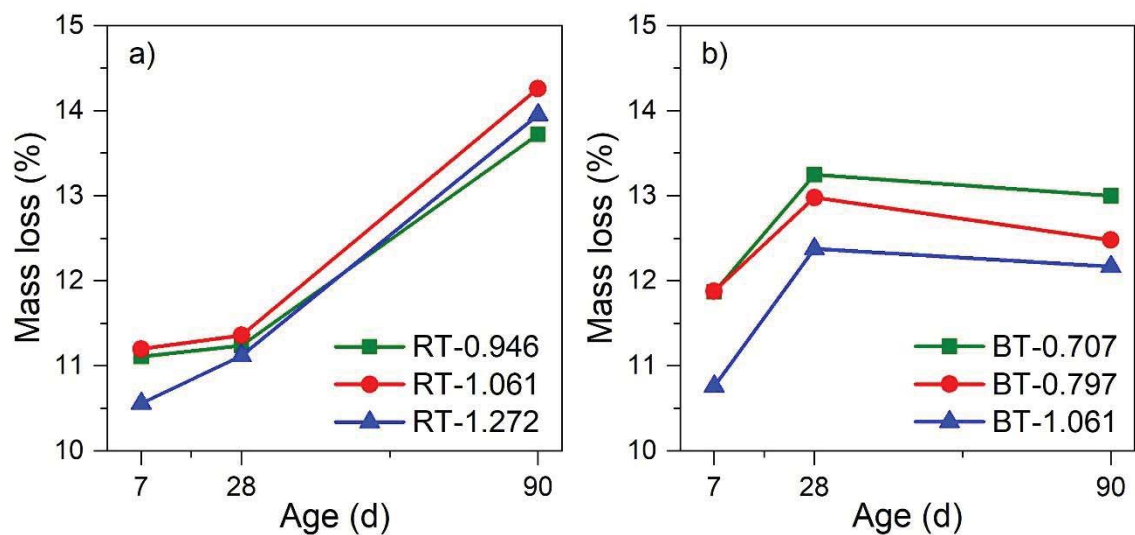 a)
Mass loss (%)
15
14
13
12
11
10
RT-0.946
RT-1.061
RT-1.272
7
28
90
Age (d)
b)
Mass loss (%)
15
14
13
12
11
10
BT-0.707
BT-0.797
BT-1.061
7
28
90
Age (d)